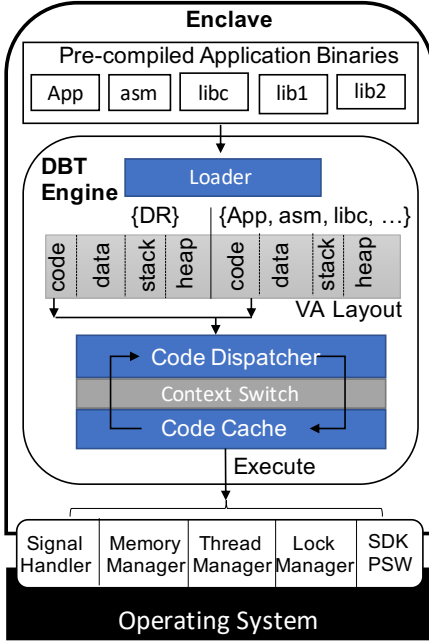 Enclave
Pre-compiled Application Binaries
App asm libc lib1 lib2
DBT
Engine
Loader
{DR} {App, asm, libc, ...}
code data stack heap code data stack heap
VA Layout
Code Dispatcher
Context Switch
Code Cache
Execute
Signal Handler
Memory Manager
Thread Manager
Lock Manager
SDK PSW
Operating System